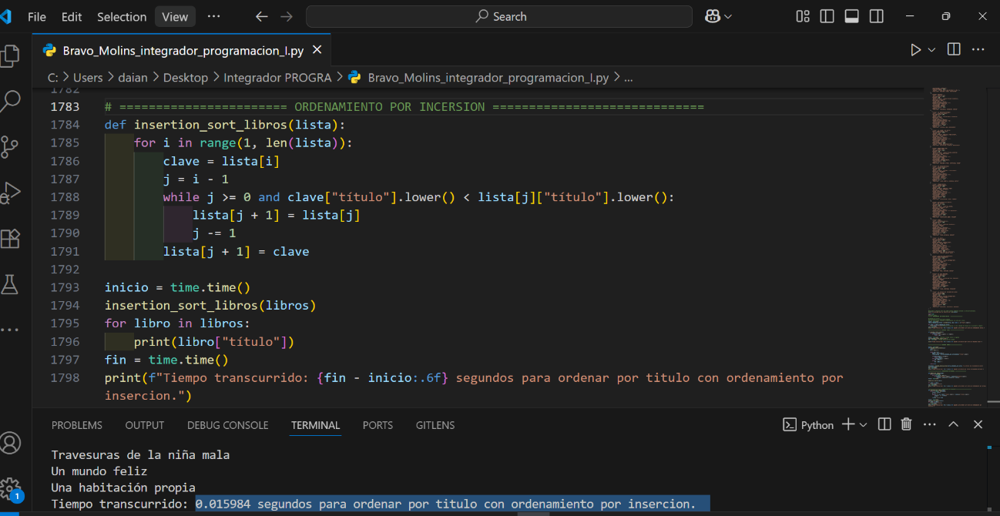 File Edit Selection View ··· Search
Bravo_Molins_integrador_programacion_I.py
C: > Users > daian > Desktop > Integrador PROGRA > Bravo_Molins_integrador_programacion_I.py > ...
1782
1783 # ======================= ORDENAMIENTO POR INCERSION =============================
1784 def insertion_sort_libros(lista):
1785 for i in range(1, len(lista)):
1786 clave = lista[i]
1787 j = i - 1
1788 while j >= 0 and clave["título"].lower() < lista[j]["título"].lower():
1789 lista[j + 1] = lista[j]
1790 j -= 1
1791 lista[j + 1] = clave
1792
1793 inicio = time.time()
1794 insertion_sort_libros(libros)
1795 for libro in libros:
1796 print(libro["título"])
1797 fin = time.time()
1798 print(f"Tiempo transcurrido: {fin - inicio:.6f} segundos para ordenar por titulo con ordenamiento por
insercion.")
PROBLEMS OUTPUT DEBUG CONSOLE TERMINAL PORTS GITLENS Python
Travesuras de la niña mala
Un mundo feliz
Una habitación propia
Tiempo transcurrido: 0.015984 segundos para ordenar por titulo con ordenamiento por insercion.
1